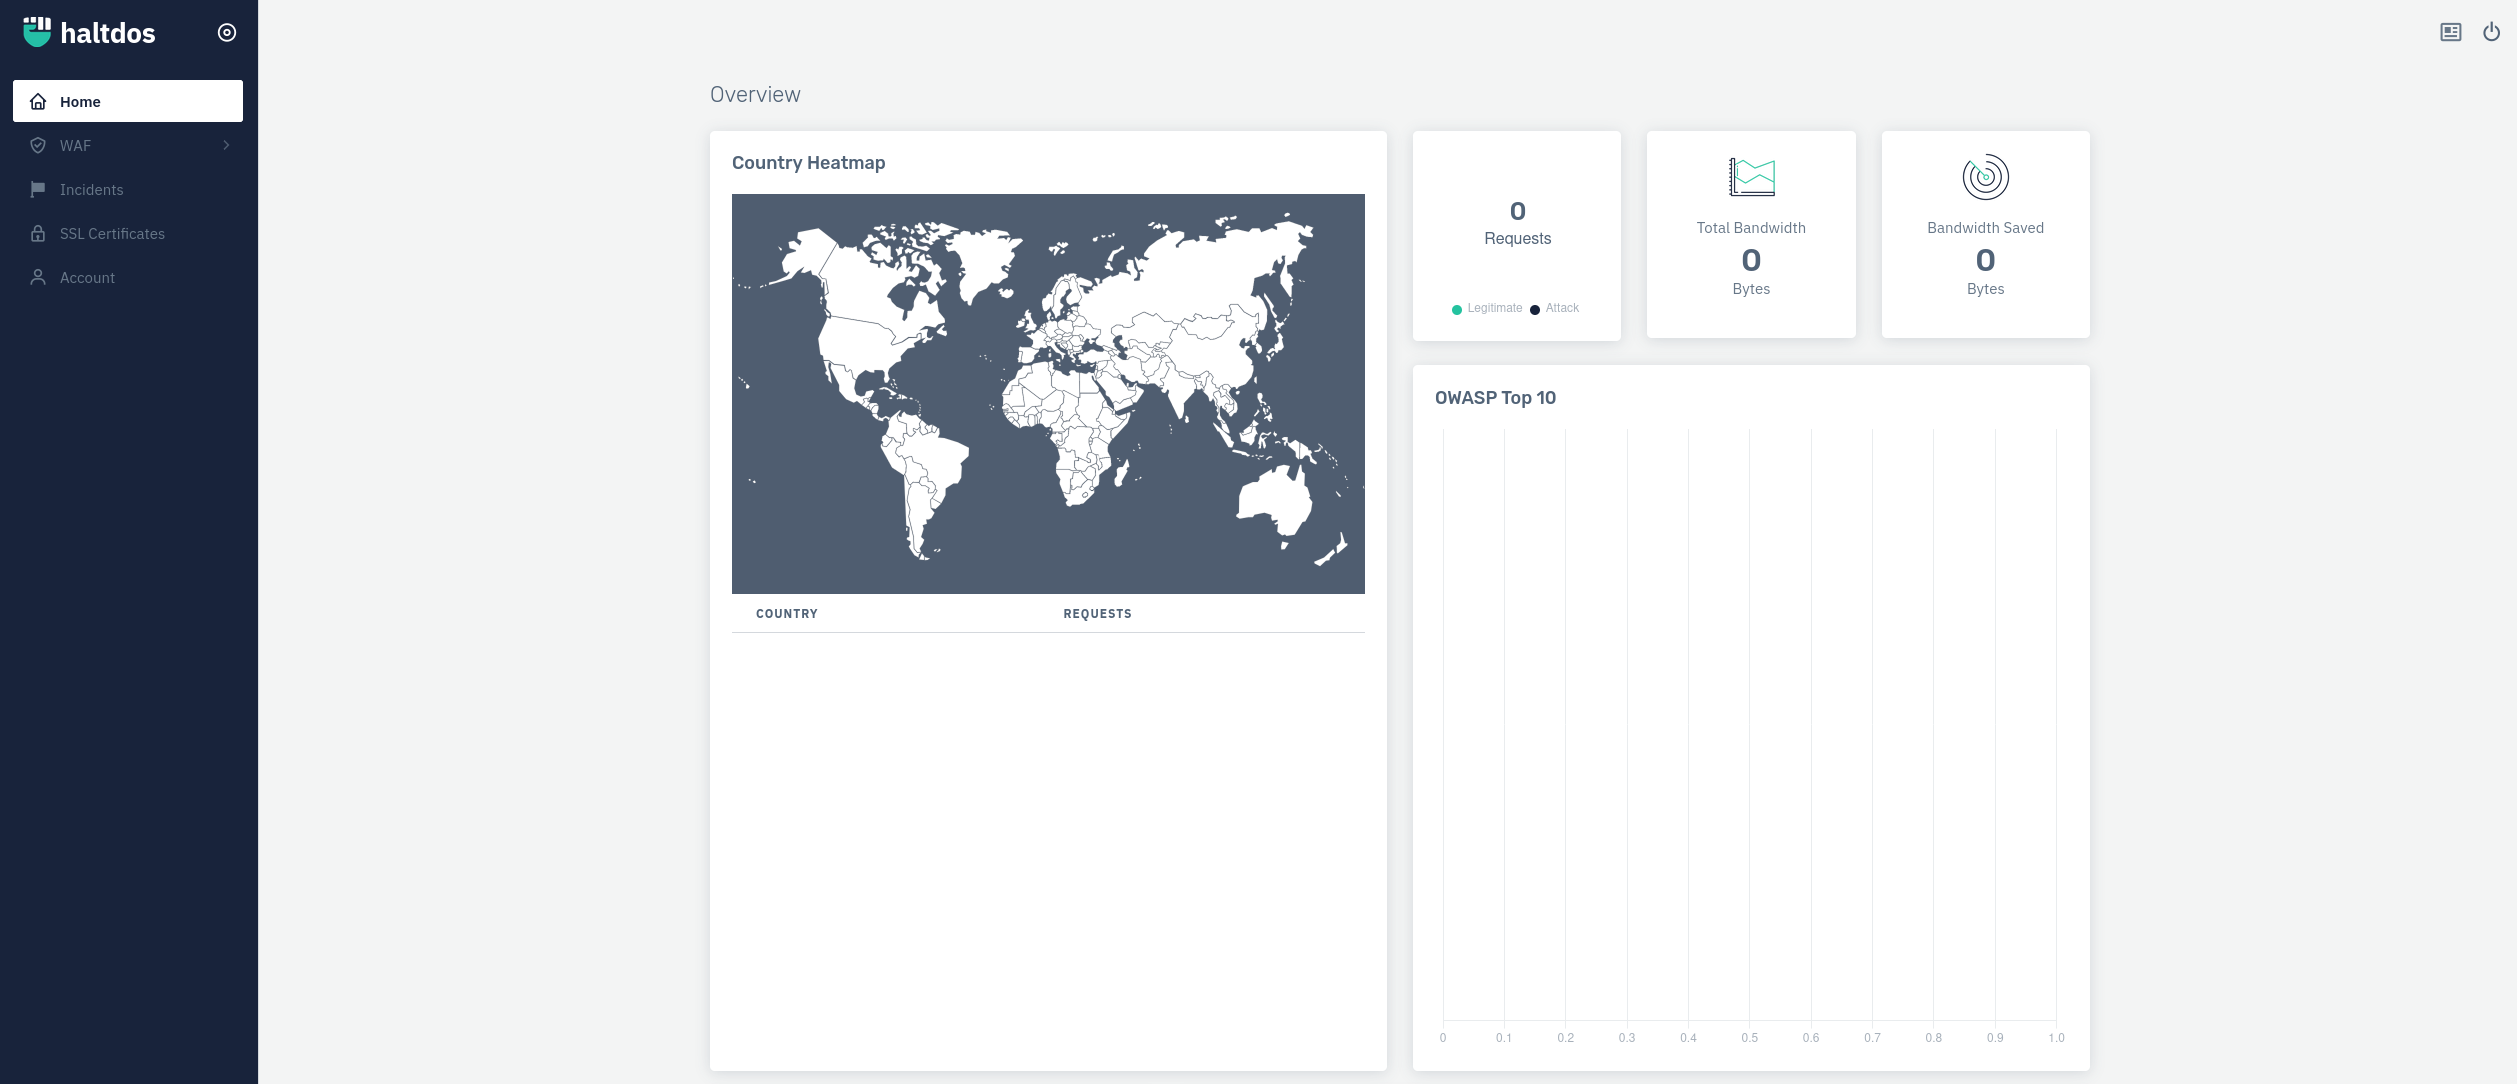 haltdos
Home
WAF
Incidents
SSL Certificates
Account
Overview
Country Heatmap
COUNTRY REQUESTS
0
Requests
Legitimate Attack
Total Bandwidth
0
Bytes
Bandwidth Saved
0
Bytes
OWASP Top 10
0 0.1 0.2 0.3 0.4 0.5 0.6 0.7 0.8 0.9 1.0